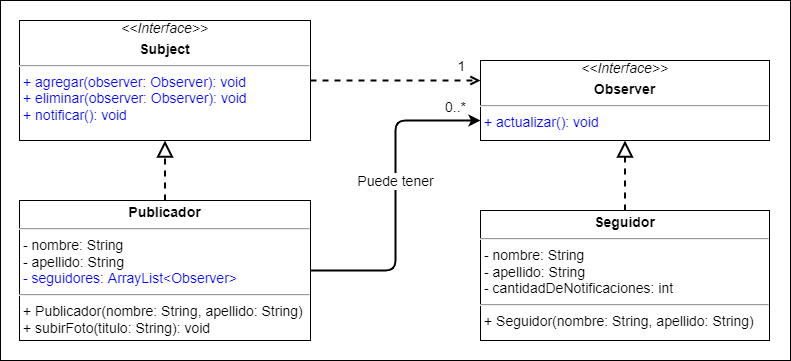 <<Interface>>
Subject
+ agregar(observer: Observer): void
+ eliminar(observer: Observer): void
+ notificar(): void
1
0..*
<<Interface>>
Observer
+ actualizar(): void
Puede tener
Publicador
- nombre: String
- apellido: String
- seguidores: ArrayList<Observer>
+ Publicador(nombre: String, apellido: String)
+ subirFoto(titulo: String): void
Seguidor
- nombre: String
- apellido: String
- cantidadDeNotificaciones: int
+ Seguidor(nombre: String, apellido: String)